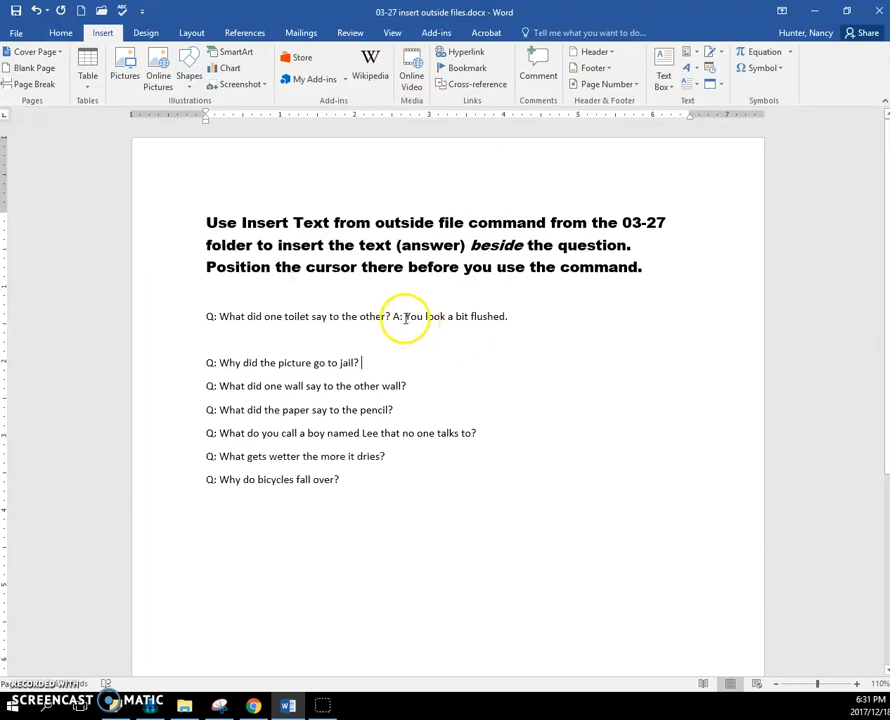 03-27 insert outside files.docx - Word
File Home Insert Design Layout References Mailings Review View Add-ins Acrobat Tell me what you want to do... Hunter, Nancy Share
Cover Page
Blank Page
Page Break
Pages
Table
Tables
Pictures
Online Pictures
Shapes
SmartArt
Chart
Screenshot
Illustrations
Store
My Add-ins
Wikipedia
Add-ins
Online Video
Media
Hyperlink
Bookmark
Cross-reference
Links
Comment
Comments
Header
Footer
Page Number
Header & Footer
Text Box
Text
Equation
Symbol
Symbols
1 1 2 3 4 5 6 7
Use Insert Text from outside file command from the 03-27
folder to insert the text (answer) beside the question.
Position the cursor there before you use the command.
Q: What did one toilet say to the other? A: You look a bit flushed.
Q: Why did the picture go to jail?
Q: What did one wall say to the other wall?
Q: What did the paper say to the pencil?
Q: What do you call a boy named Lee that no one talks to?
Q: What gets wetter the more it dries?
Q: Why do bicycles fall over?
RECORDED WITH
SCREENCAST MATIC
110%
6:31 PM
2017/12/18